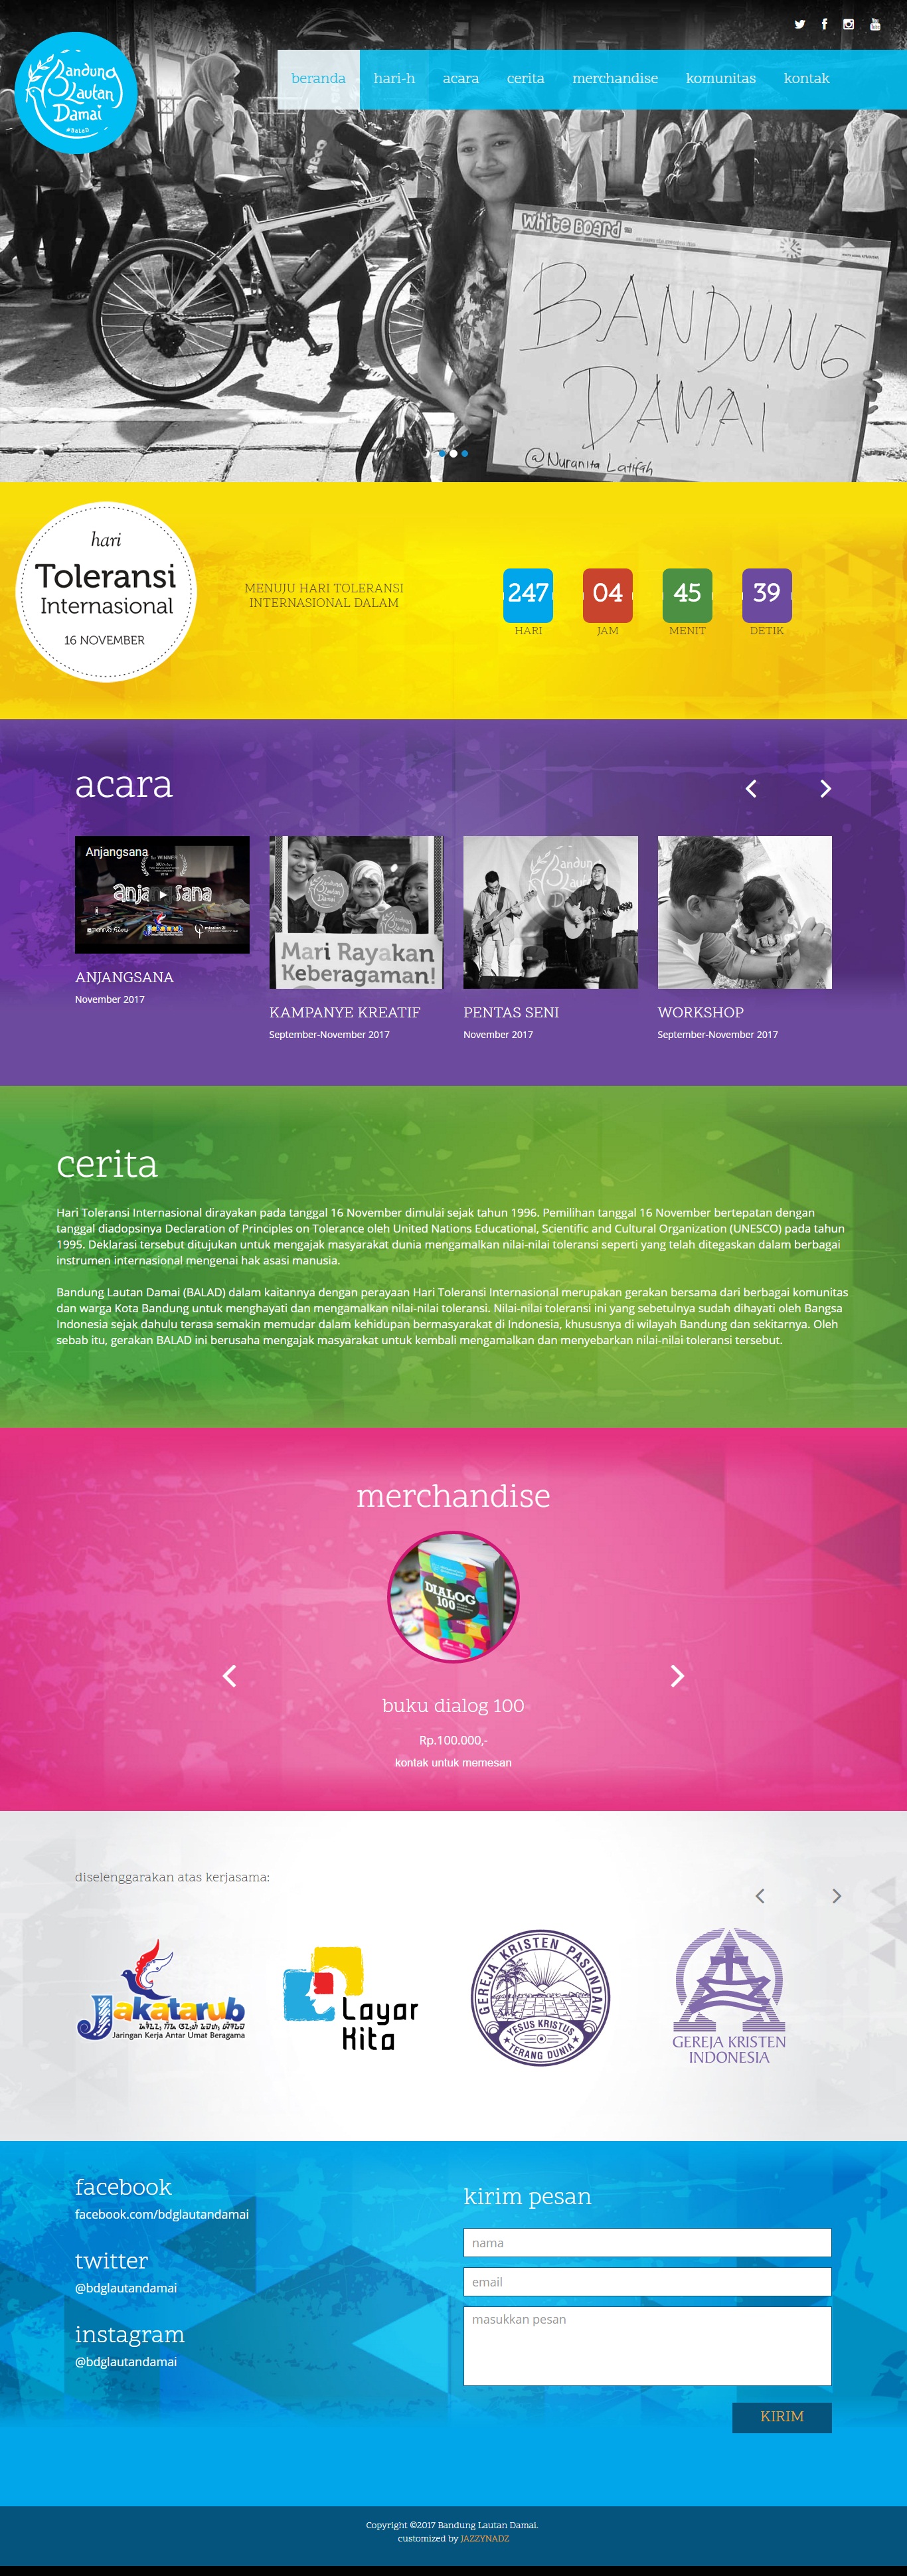 Bandung
Lautan
Damai
#BaLaD
beranda
hari-h
acara
cerita
merchandise
komunitas
kontak
White Board
BANDUNG
DAMAI
@Nuranita Latifah
hari
Toleransi
Internasional
16 NOVEMBER
MENUJU HARI TOLERANSI
INTERNASIONAL DALAM
247
04
45
39
HARI
JAM
MENIT
DETIK
acara
Anjangsana
anjangsana
ANJANGSANA
November 2017
Mari Rayakan
Keberagaman!
KAMPANYE KREATIF
September-November 2017
Bandung
Lautan
PENTAS SENI
November 2017
WORKSHOP
September-November 2017
cerita
Hari Toleransi Internasional dirayakan pada tanggal 16 November dimulai sejak tahun 1996. Pemilihan tanggal 16 November bertepatan dengan
tanggal diadopsinya Declaration of Principles on Tolerance oleh United Nations Educational, Scientific and Cultural Organization (UNESCO) pada tahun
1995. Deklarasi tersebut ditujukan untuk mengajak masyarakat dunia mengamalkan nilai-nilai toleransi seperti yang telah ditegaskan dalam berbagai
instrumen internasional mengenai hak asasi manusia.
Bandung Lautan Damai (BALAD) dalam kaitannya dengan perayaan Hari Toleransi Internasional merupakan gerakan bersama dari berbagai komunitas
dan warga Kota Bandung untuk menghayati dan mengamalkan nilai-nilai toleransi. Nilai-nilai toleransi ini yang sebetulnya sudah dihayati oleh Bangsa
Indonesia sejak dahulu terasa semakin memudar dalam kehidupan bermasyarakat di Indonesia, khususnya di wilayah Bandung dan sekitarnya. Oleh
sebab itu, gerakan BALAD ini berusaha mengajak masyarakat untuk kembali mengamalkan dan menyebarkan nilai-nilai toleransi tersebut.
merchandise
DIALOG
100
buku dialog 100
Rp.100.000,-
kontak untuk memesan
diselenggarakan atas kerjasama:
Jakatarub
Jaringan Kerja Antar Umat Beragama
Layar
Kita
GEREJA KRISTEN PASUNDAN
YESUS KRISTUS
TERANG DUNIA
GEREJA KRISTEN
INDONESIA
facebook
facebook.com/bdglautandamai
twitter
@bdglautandamai
instagram
@bdglautandamai
kirim pesan
nama
email
masukkan pesan
KIRIM
Copyright ©2017 Bandung Lautan Damai.
customized by JAZZYNADZ